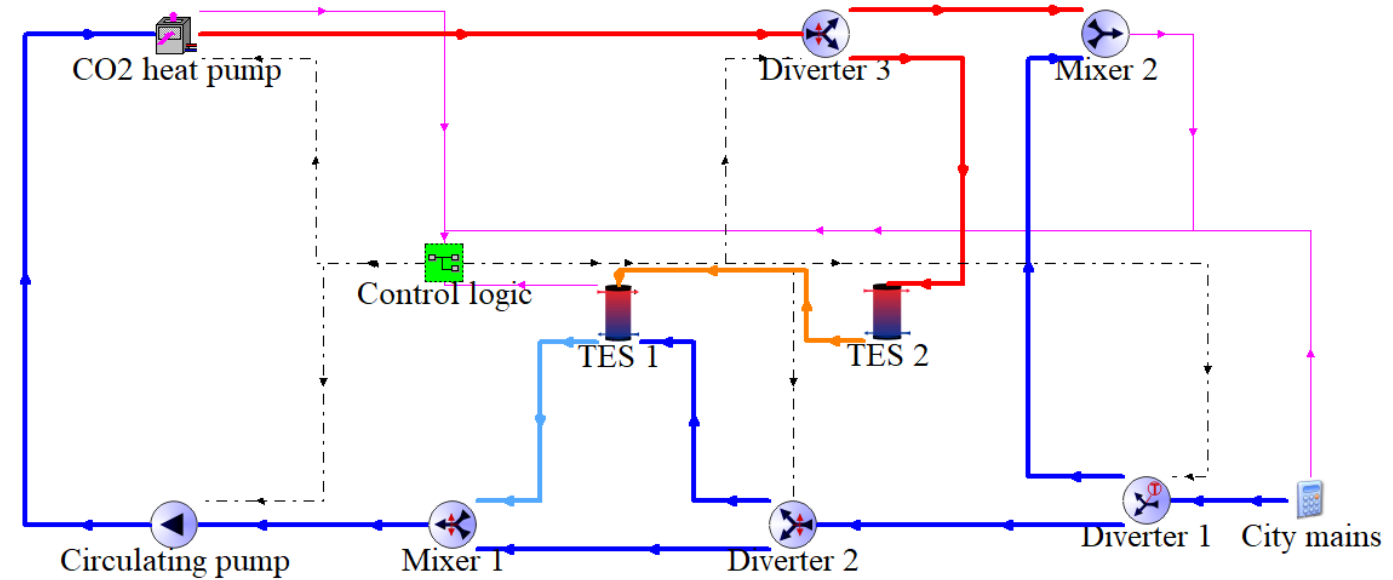 CO2 heat pump
Diverter 3
Mixer 2
Control logic
TES 1
TES 2
Circulating pump
Mixer 1
Diverter 2
Diverter 1
City mains
T